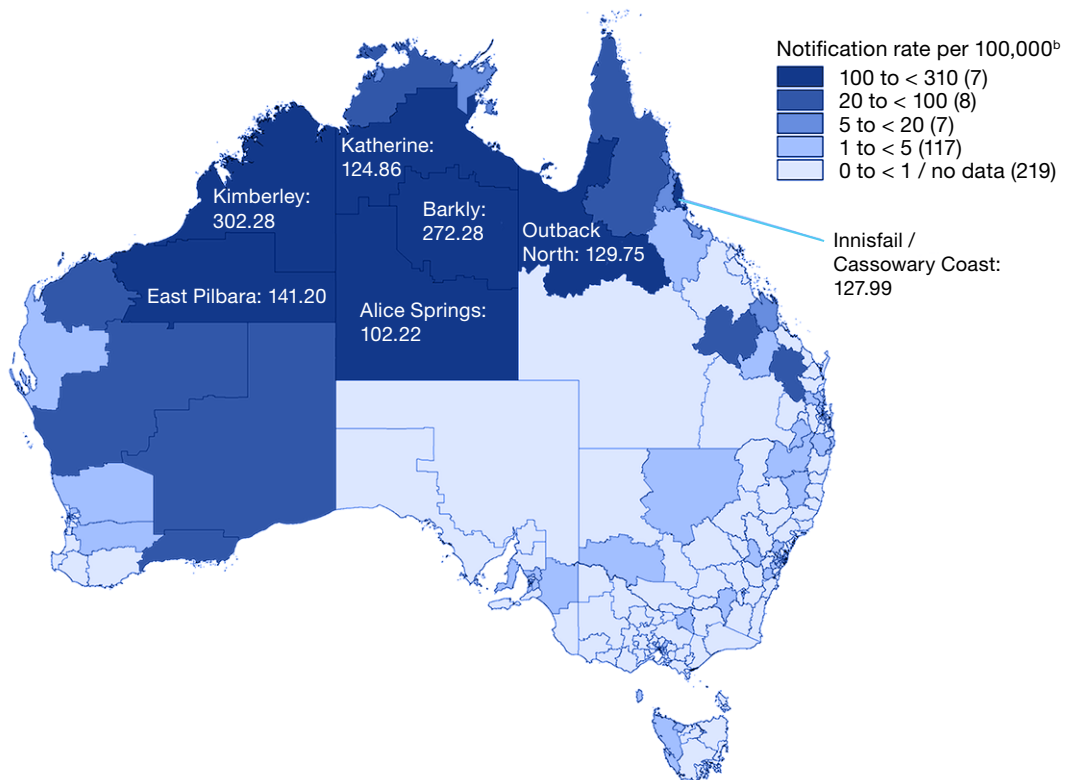 Notification rate per 100,000ᵇ
100 to < 310 (7)
20 to < 100 (8)
5 to < 20 (7)
1 to < 5 (117)
0 to < 1 / no data (219)
Katherine:
124.86
Kimberley:
302.28
Barkly:
272.28
Outback
North: 129.75
Innisfail /
Cassowary Coast:
127.99
East Pilbara: 141.20
Alice Springs:
102.22